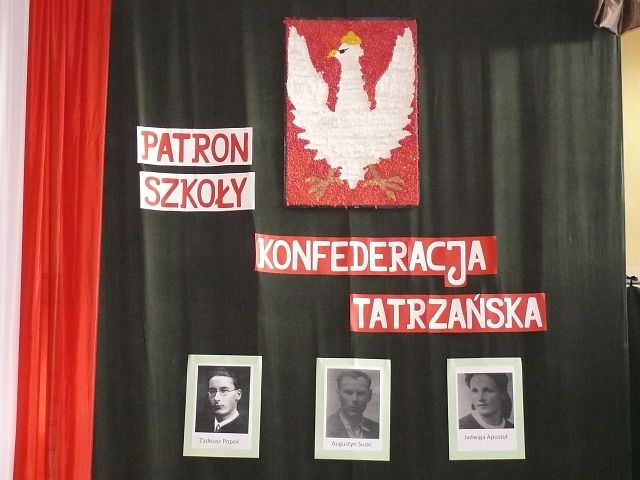 PATRON
SZKOŁY
KONFEDERACJA
TATRZAŃSKA
Tadeusz Popek
Augustyn Suski
Jadwiga Apostoł